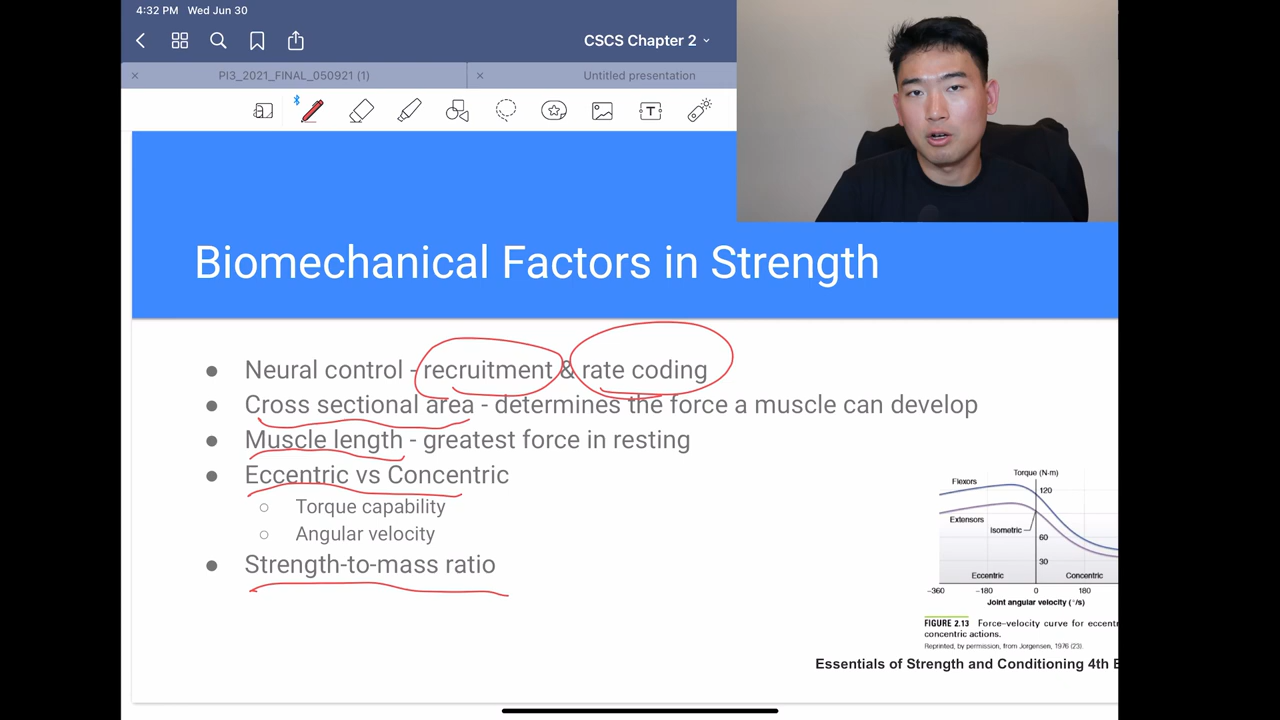 4:32 PM Wed Jun 30
CSCS Chapter 2
PI3_2021_FINAL_050921 (1)
Untitled presentation
T
Biomechanical Factors in Strength
Neural control - recruitment & rate coding
Cross sectional area - determines the force a muscle can develop
Muscle length - greatest force in resting
Eccentric vs Concentric
Torque capability
Angular velocity
Strength-to-mass ratio
Torque (N·m)
Flexors
120
Extensors
Isometric
60
30
Eccentric Concentric
−360 −180 0 180
Joint angular velocity (°/s)
FIGURE 2.13 Force–velocity curve for eccentr
concentric actions.
Reprinted, by permission, from Jorgensen, 1976 (23).
Essentials of Strength and Conditioning 4th E